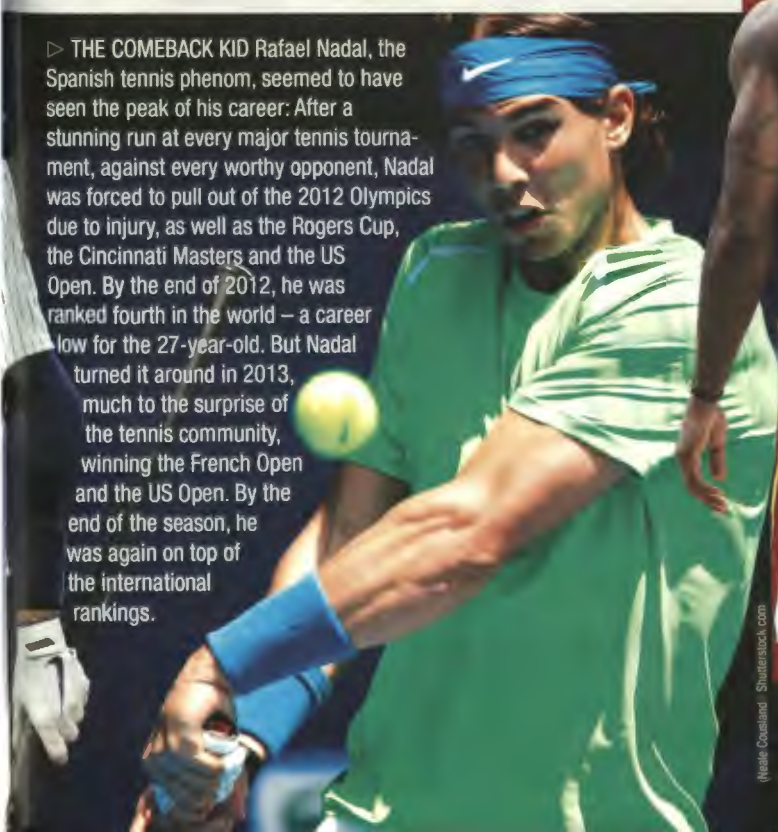 ▷ THE COMEBACK KID Rafael Nadal, the
Spanish tennis phenom, seemed to have
seen the peak of his career: After a
stunning run at every major tennis tourna-
ment, against every worthy opponent, Nadal
was forced to pull out of the 2012 Olympics
due to injury, as well as the Rogers Cup,
the Cincinnati Masters and the US
Open. By the end of 2012, he was
ranked fourth in the world – a career
low for the 27-year-old. But Nadal
turned it around in 2013,
much to the surprise of
the tennis community,
winning the French Open
and the US Open. By the
end of the season, he
was again on top of
the international
rankings.
(Neale Cousland Shutterstock.com